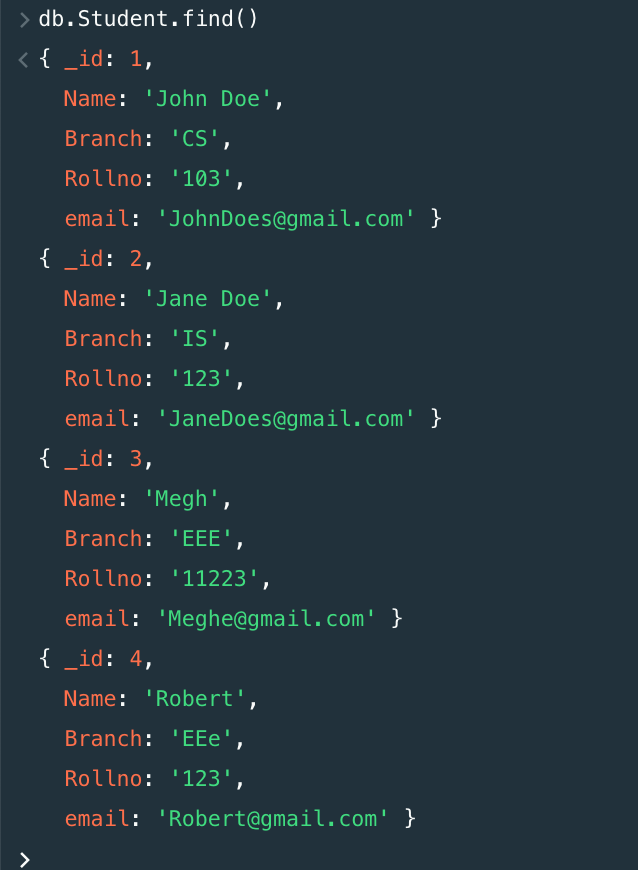 > db.Student.find()
< { _id: 1,
Name: 'John Doe',
Branch: 'CS',
Rollno: '103',
email: 'JohnDoes@gmail.com' }
{ _id: 2,
Name: 'Jane Doe',
Branch: 'IS',
Rollno: '123',
email: 'JaneDoes@gmail.com' }
{ _id: 3,
Name: 'Megh',
Branch: 'EEE',
Rollno: '11223',
email: 'Meghe@gmail.com' }
{ _id: 4,
Name: 'Robert',
Branch: 'EEe',
Rollno: '123',
email: 'Robert@gmail.com' }
>